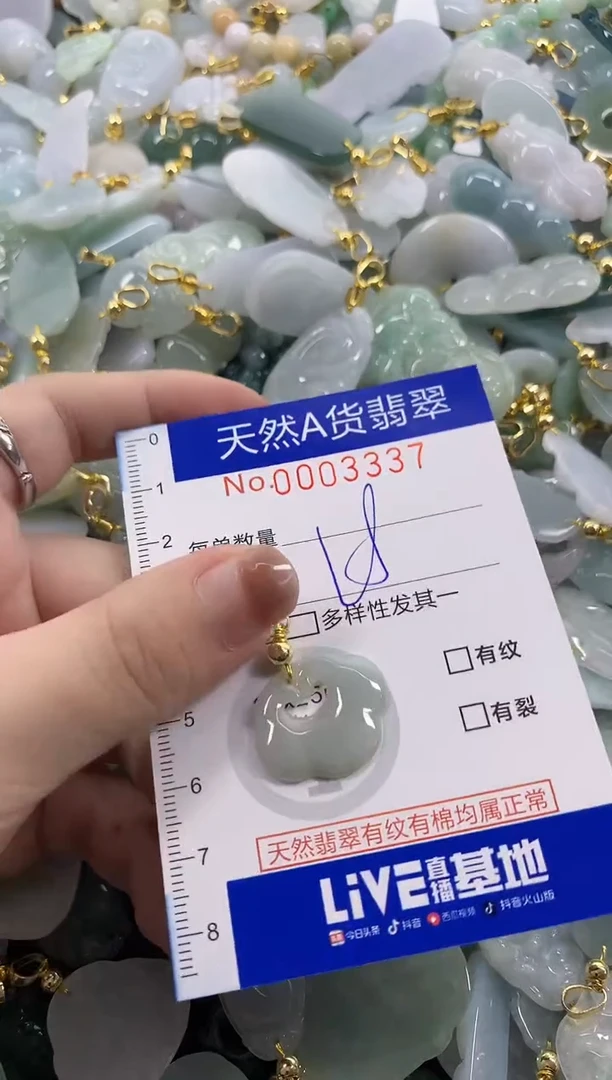 天然A货翡翠
No.0003337
0
1
2
每单数量
多样性发其一
有纹
有裂
5
6
7
8
天然翡翠有纹有棉均属正常
LiVE直播基地
头条 今日头条 抖音 西瓜视频 抖音火山版